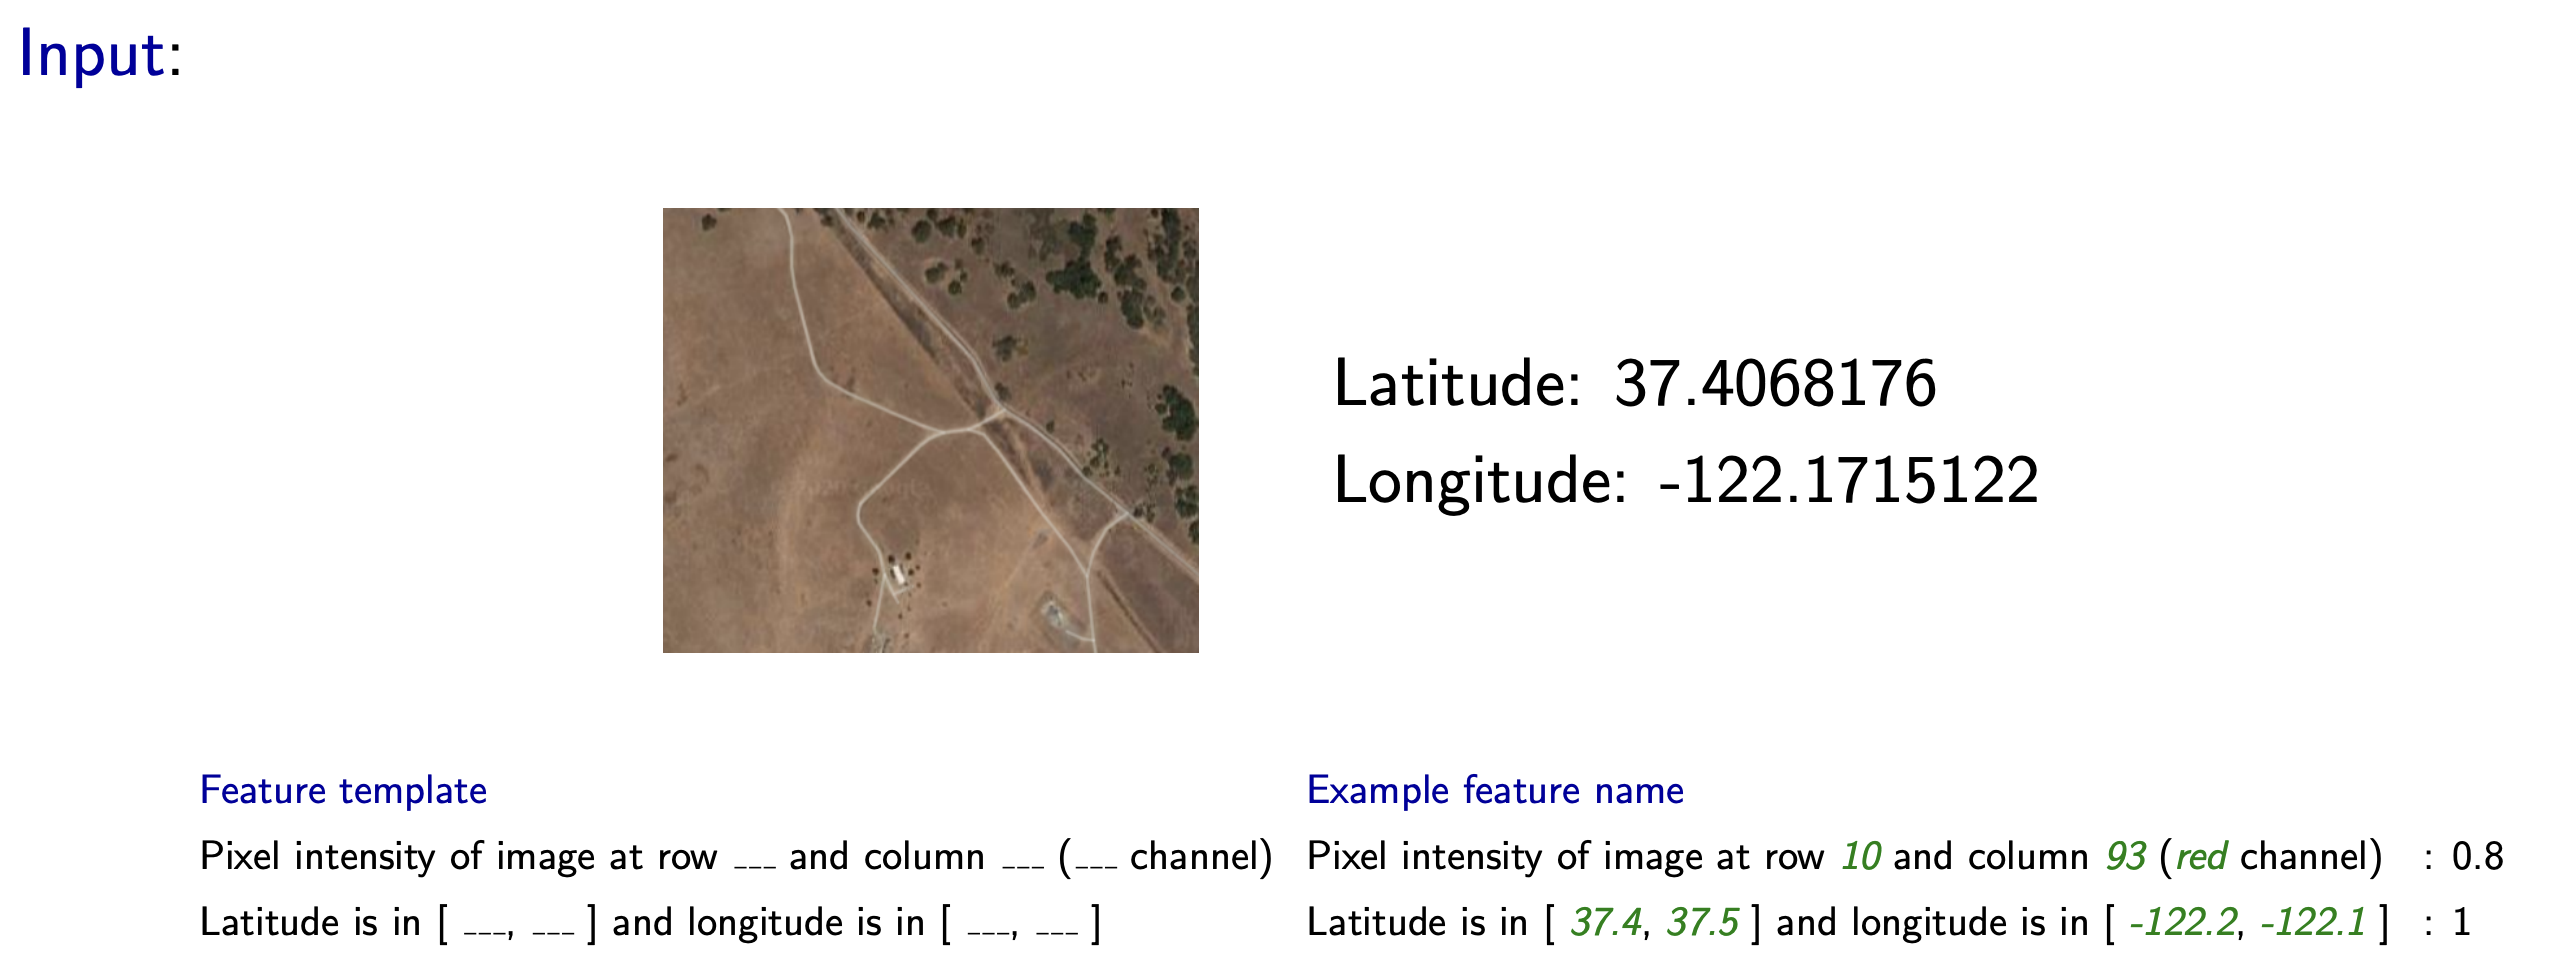 Input:
Latitude: 37.4068176
Longitude: -122.1715122
Feature template
Example feature name
Pixel intensity of image at row ___ and column ___ (___ channel)
Pixel intensity of image at row 10 and column 93 (red channel) : 0.8
Latitude is in [ ___, ___ ] and longitude is in [ ___, ___ ]
Latitude is in [ 37.4, 37.5 ] and longitude is in [ -122.2, -122.1 ] : 1